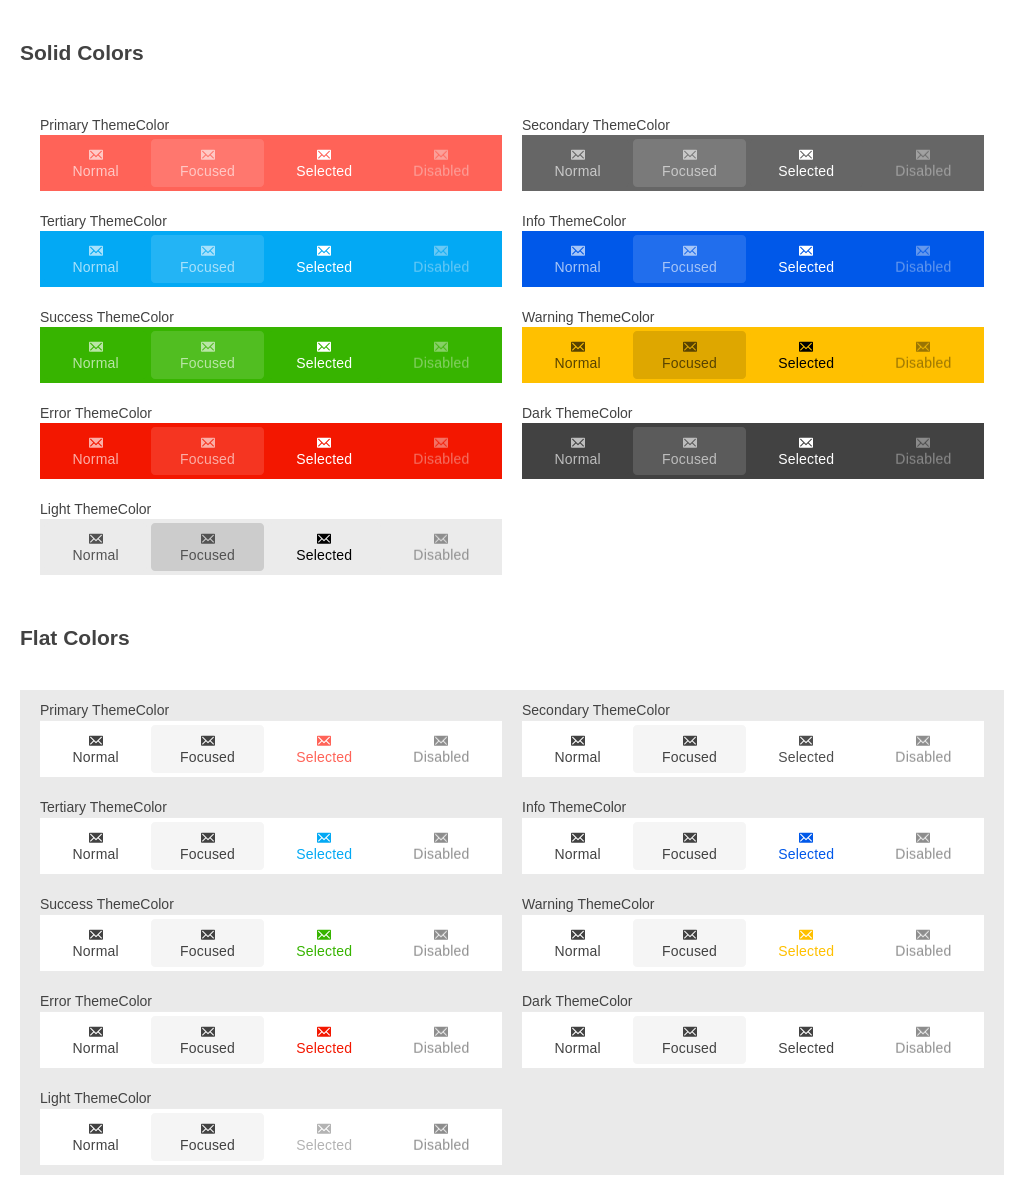 Solid Colors
Primary ThemeColor
Normal Focused Selected Disabled
Secondary ThemeColor
Normal Focused Selected Disabled
Tertiary ThemeColor
Normal Focused Selected Disabled
Info ThemeColor
Normal Focused Selected Disabled
Success ThemeColor
Normal Focused Selected Disabled
Warning ThemeColor
Normal Focused Selected Disabled
Error ThemeColor
Normal Focused Selected Disabled
Dark ThemeColor
Normal Focused Selected Disabled
Light ThemeColor
Normal Focused Selected Disabled
Flat Colors
Primary ThemeColor
Normal Focused Selected Disabled
Secondary ThemeColor
Normal Focused Selected Disabled
Tertiary ThemeColor
Normal Focused Selected Disabled
Info ThemeColor
Normal Focused Selected Disabled
Success ThemeColor
Normal Focused Selected Disabled
Warning ThemeColor
Normal Focused Selected Disabled
Error ThemeColor
Normal Focused Selected Disabled
Dark ThemeColor
Normal Focused Selected Disabled
Light ThemeColor
Normal Focused Selected Disabled